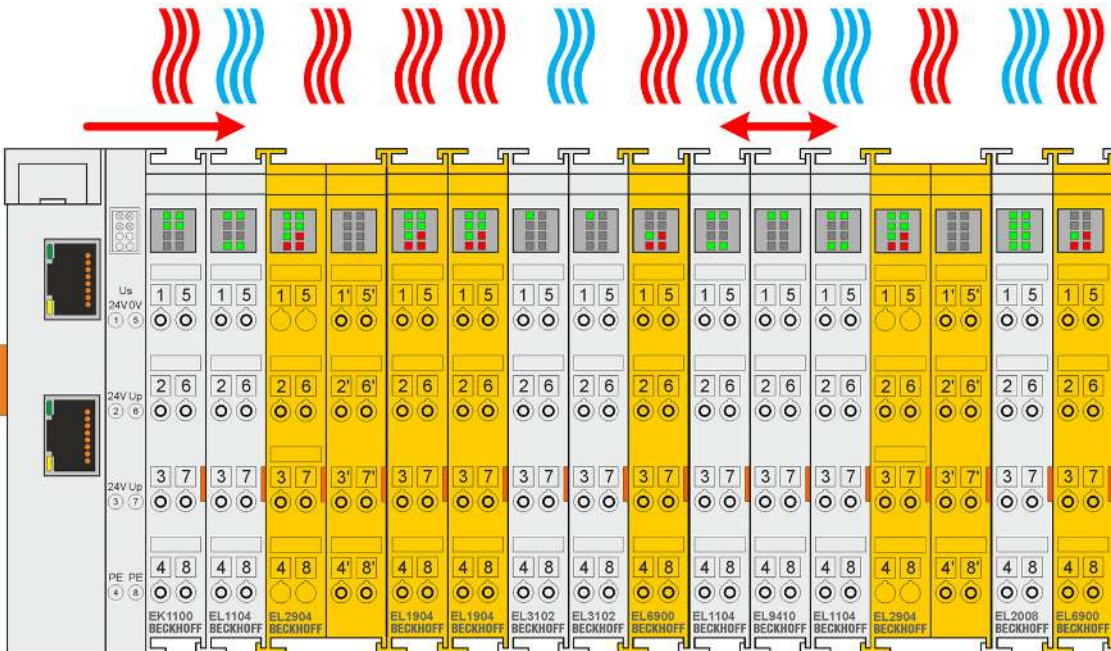 Us
24V 0V
1 5 1 5 1 5 1 5 1' 5' 1 5 1 5 1 5 1 5 1 5 1 5 1 5 1 5 1 5 1' 5' 1 5 1 5
24V Up
2 6 2 6 2 6 2 6 2' 6' 2 6 2 6 2 6 2 6 2 6 2 6 2 6 2 6 2 6 2' 6' 2 6 2 6
24V Up
3 7 3 7 3 7 3 7 3' 7' 3 7 3 7 3 7 3 7 3 7 3 7 3 7 3 7 3 7 3' 7' 3 7 3 7
PE PE
4 8 4 8 4 8 4 8 4' 8' 4 8 4 8 4 8 4 8 4 8 4 8 4 8 4 8 4 8 4' 8' 4 8 4 8
EK1100 EL1104 EL2904 EL1904 EL1904 EL3102 EL3102 EL6900 EL1104 EL9410 EL1104 EL2904 EL2008 EL6900
BECKHOFF BECKHOFF BECKHOFF BECKHOFF BECKHOFF BECKHOFF BECKHOFF BECKHOFF BECKHOFF BECKHOFF BECKHOFF BECKHOFF BECKHOFF BECKHOFF